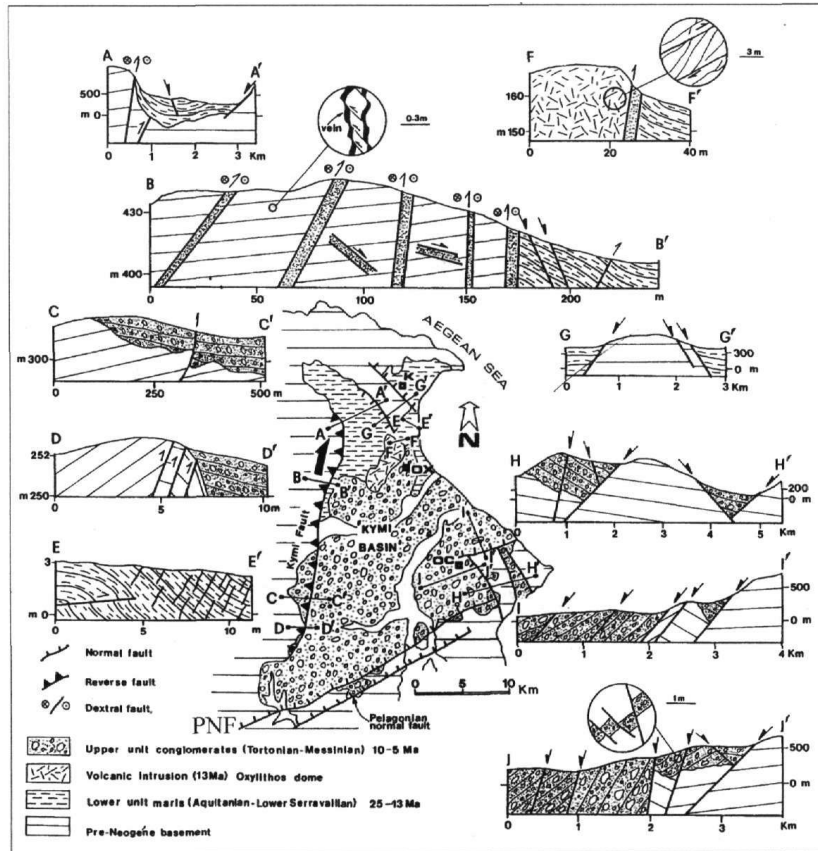 A
A'
500
m 0
0 1 2 3 Km
vein
0.3m
F
F'
160
m 150
0 20 40 m
3 m
B
B'
430
m 400
0 50 100 150 200 m
C
C'
m 300
0 250 500 m
D
D'
252
m 250
0 5 10m
E
E'
3
m 0
0 5 10 m
AEGEAN SEA
N
K
A'
G'
A
G
E
E'
F
F'
OX
B
B'
KYMI
BASIN
Kymi Fault
I
OC
I'
J
H
H'
C
C'
D
D'
0 5 10 Km
PNF
Pelagonian
normal fault
G
G'
300
0
0 1 2 3 Km
H
H'
200
0 m
0 1 2 3 4 5 Km
I
I'
500
0 m
0 1 2 3 4 Km
1m
J
J'
500
0 m
0 1 2 3 Km
Normal fault
Reverse fault
Dextral fault,
Upper unit conglomerates (Tortonian-Messinian) 10-5 Ma
Volcanic Intrusion (13Ma) Oxylithos dome
Lower unit marls (Aquitanian-Lower Serravallian) 25-13Ma
Pre-Neogene basement